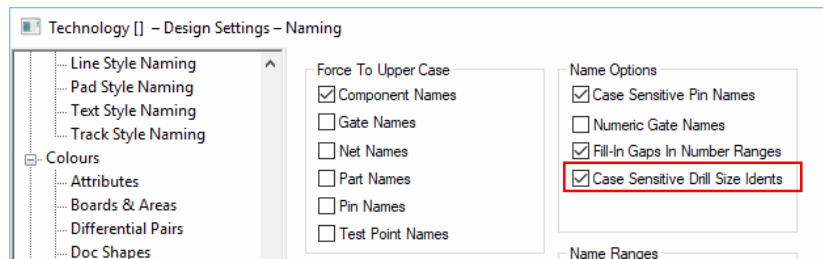 Technology [] – Design Settings – Naming
Line Style Naming
Pad Style Naming
Text Style Naming
Track Style Naming
Colours
Attributes
Boards & Areas
Differential Pairs
Doc Shapes
Force To Upper Case
Component Names
Gate Names
Net Names
Part Names
Pin Names
Test Point Names
Name Options
Case Sensitive Pin Names
Numeric Gate Names
Fill-In Gaps In Number Ranges
Case Sensitive Drill Size Idents
Name Ranges